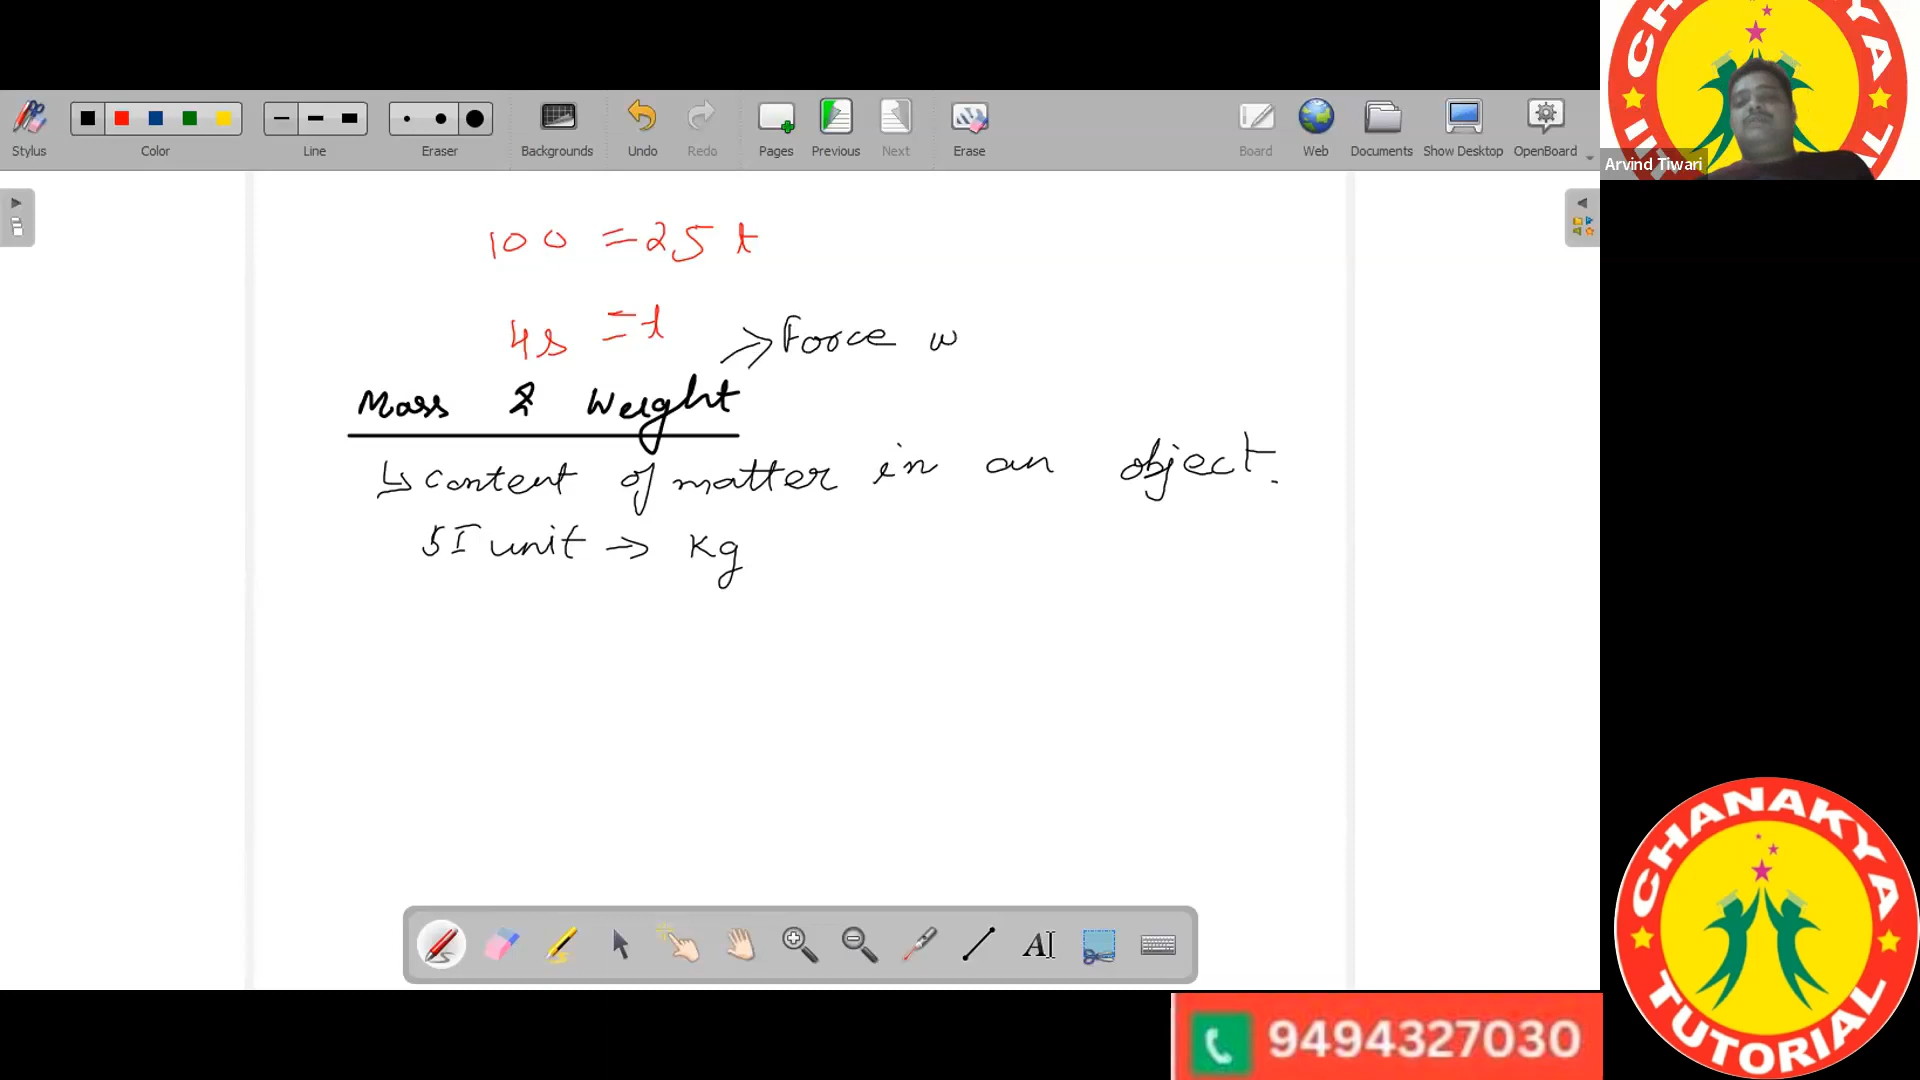 Stylus
Color
Line
Eraser
Backgrounds
Undo
Redo
Pages
Previous
Next
Erase
Board
Web
Documents
Show Desktop
OpenBoard
Arvind Tiwari
100 = 25 t
4s = t
Force w
Mass & Weight
↳ content of matter in an object.
SI unit → Kg
AI
CHANAKYA
TUTORIAL
9494327030